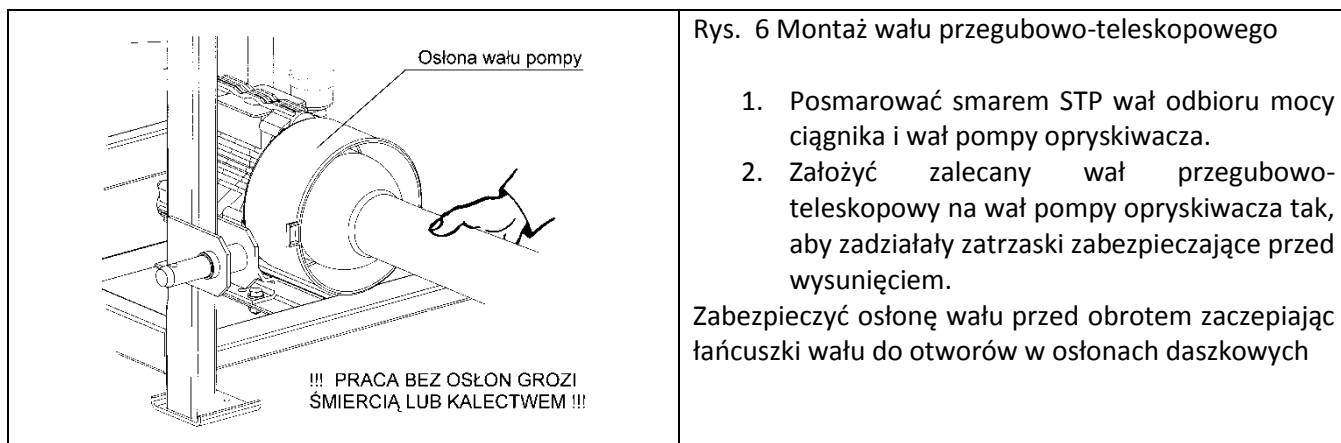 Osłona wału pompy
!!! PRACA BEZ OSŁON GROZI
ŚMIERCIĄ LUB KALECTWEM !!!
Rys. 6 Montaż wału przegubowo-teleskopowego
1. Posmarować smarem STP wał odbioru mocy
ciągnika i wał pompy opryskiwacza.
2. Założyć zalecany wał przegubowo-
teleskopowy na wał pompy opryskiwacza tak,
aby zadziałały zatrzaski zabezpieczające przed
wysunięciem.
Zabezpieczyć osłonę wału przed obrotem zaczepiając
łańcuszki wału do otworów w osłonach daszkowych